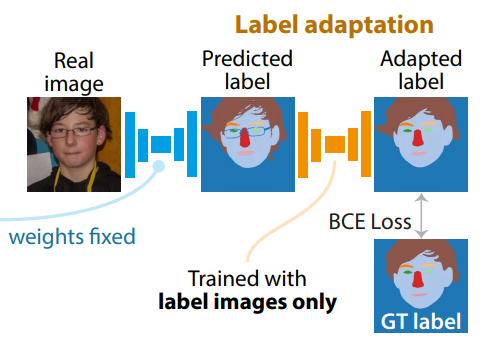 Label adaptation
Real
image
Predicted
label
Adapted
label
weights fixed
BCE Loss
Trained with
label images only
GT label